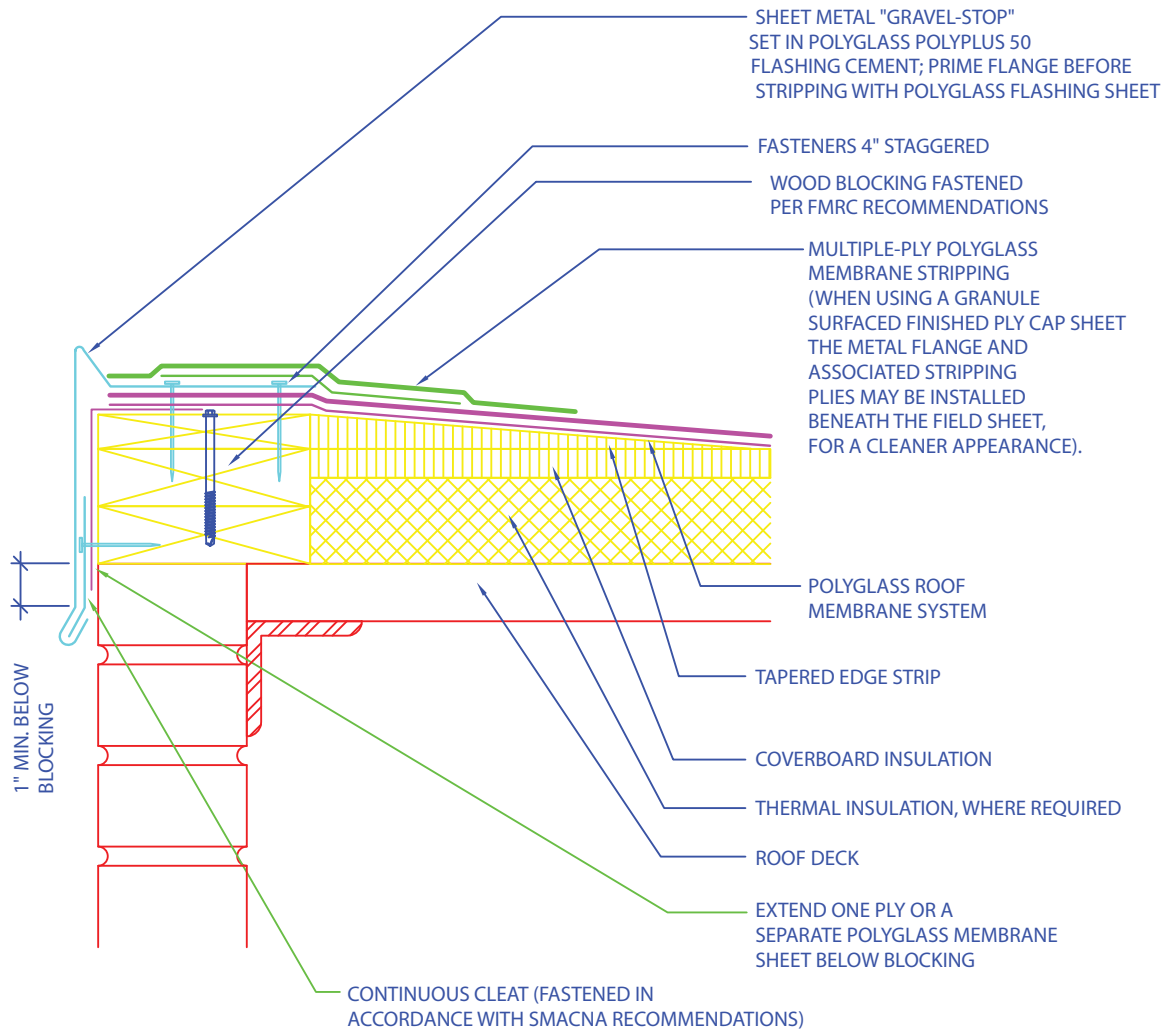 SHEET METAL "GRAVEL-STOP"
SET IN POLYGLASS POLYPLUS 50
FLASHING CEMENT; PRIME FLANGE BEFORE
STRIPPING WITH POLYGLASS FLASHING SHEET
FASTENERS 4" STAGGERED
WOOD BLOCKING FASTENED
PER FMRC RECOMMENDATIONS
MULTIPLE-PLY POLYGLASS
MEMBRANE STRIPPING
(WHEN USING A GRANULE
SURFACED FINISHED PLY CAP SHEET
THE METAL FLANGE AND
ASSOCIATED STRIPPING
PLIES MAY BE INSTALLED
BENEATH THE FIELD SHEET,
FOR A CLEANER APPEARANCE).
POLYGLASS ROOF
MEMBRANE SYSTEM
TAPERED EDGE STRIP
1" MIN. BELOW
BLOCKING
COVERBOARD INSULATION
THERMAL INSULATION, WHERE REQUIRED
ROOF DECK
EXTEND ONE PLY OR A
SEPARATE POLYGLASS MEMBRANE
SHEET BELOW BLOCKING
CONTINUOUS CLEAT (FASTENED IN
ACCORDANCE WITH SMACNA RECOMMENDATIONS)